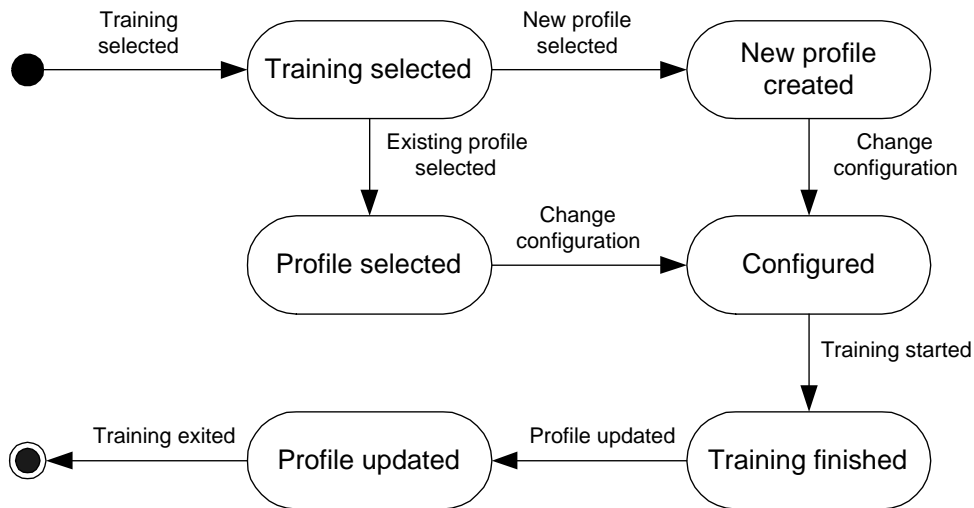 Training
selected
Training selected
New profile
selected
New profile
created
Existing profile
selected
Change
configuration
Profile selected
Change
configuration
Configured
Training started
Training exited
Profile updated
Profile updated
Training finished